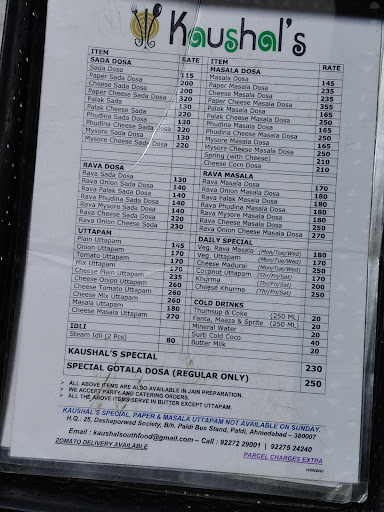 Kaushal's
ITEM RATE
SADA DOSA
Sada Dosa 115
Paper Sada Dosa 200
Cheese Sada Dosa 200
Paper Cheese Sada Dosa 320
Palak Sada
Palak Cheese Sada Dosa 220
Phudina Sada Dosa 130
Phudina Cheese Sada Dosa 220
Mysore Sada Dosa 130
Mysore Cheese Sada Dosa 220
RAVA DOSA
Rava Sada Dosa 130
Rava Onion Sada Dosa 140
Rava Palak Sada Dosa 140
Rava Phudina Sada Dosa 140
Rava Mysore Sada Dosa 140
Rava Cheese Sada Dosa 220
Rava Onion Cheese Sada Dosa 230
UTTAPAM
Plain Uttapam
Onion Uttapam 145
Tomato Uttapam 170
Mix Uttapam 170
Cheese Plain Uttapam 235
Cheese Onion Uttapam 260
Cheese Tomato Uttapam 260
Cheese Mix Uttapam 260
Masala Uttapam 180
Cheese Masala Uttapam 270
IDLI
Steam Idli (2 Pcs) 80
ITEM RATE
MASALA DOSA
Masala Dosa 145
Paper Masala Dosa 235
Cheese Masala Dosa 235
Paper Cheese Masala Dosa 355
Palak Masala Dosa 165
Palak Cheese Masala Dosa 250
Phudina Masala Dosa 165
Phudina Cheese Masala Dosa 250
Mysore Masala Dosa 165
Mysore Cheese Masala Dosa 250
Spring (with Cheese) 260
Cheese Corn Dosa 210
RAVA MASALA
Rava Masala Dosa 170
Rava Onion Masala Dosa 180
Rava Palak Masala Dosa 180
Rava Phudina Masala Dosa 180
Rava Mysore Masala Dosa 180
Rava Cheese Masala Dosa 250
Rava Onion Cheese Masala Dosa 270
DAILY SPECIAL
Veg. Rava Masala (Mon/Tue/Wed) 180
Veg. Uttapam (Mon/Tue/Wed) 170
Cheese Madurai (Mon/Tue/Wed) 250
Coconut Uttapam (Thr/Fri/Sat) 170
Khurma (Thr/Fri/Sat) 200
Cheese Khurma (Thr/Fri/Sat) 250
COLD DRINKS
Thumsup & Coke (250 ML) 20
Fanta, Maaza & Sprite (250 ML) 20
Mineral Water 20
Surti Cold Coco 40
Butter Milk 20
KAUSHAL'S SPECIAL 230
SPECIAL GOTALA DOSA (REGULAR ONLY) 250
➢ ALL ABOVE ITEMS ARE ALSO AVAILABLE IN JAIN PREPARATION.
➢ WE ACCEPT PARTY AND CATERING ORDERS.
➢ ALL THE ABOVE ITEMS SERVE IN BUTTER EXCEPT UTTAPAM.
KAUSHAL'S SPECIAL, PAPER & MASALA UTTAPAM NOT AVAILABLE ON SUNDAY.
H.Q.: 25, Deshaporwad Society, B/h. Paldi Bus Stand, Paldi, Ahmedabad – 380007
Email : kaushalsouthfood@gmail.com – Call : 92272 29001 | 92275 24240
ZOMATO DELIVERY AVAILABLE PARCEL CHARGES EXTRA